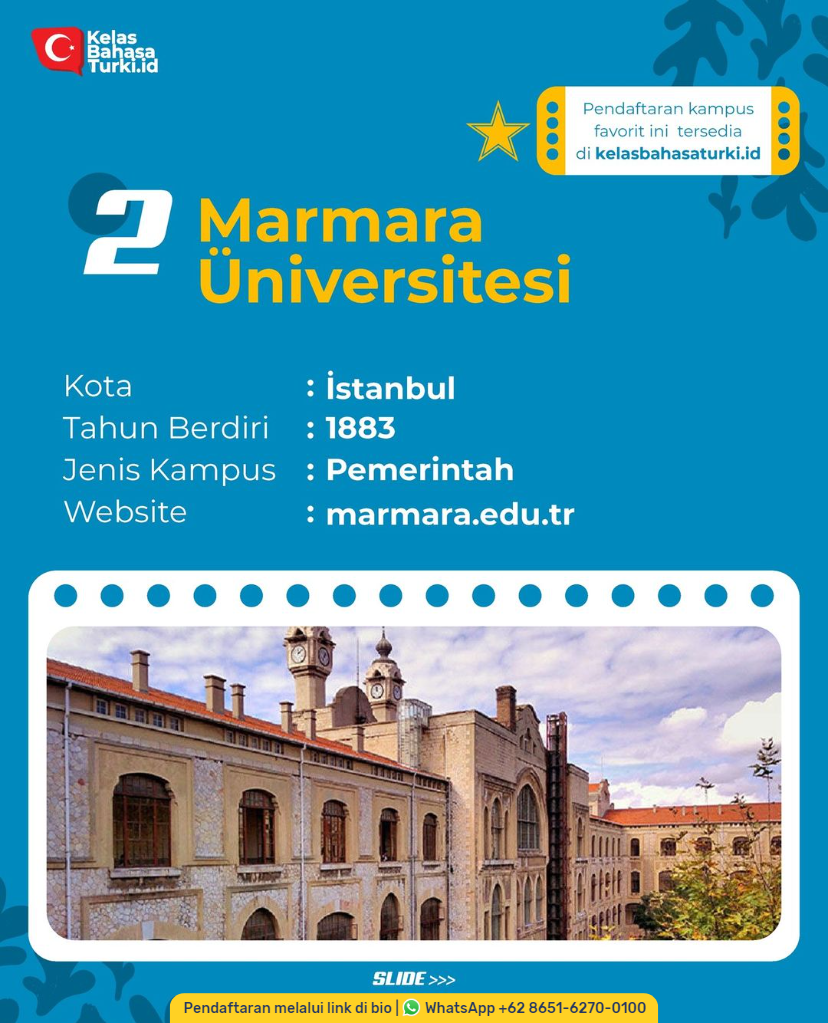 Kelas
Bahasa
Turki.id
Pendaftaran kampus
favorit ini tersedia
di kelasbahasaturki.id
2
Marmara
Üniversitesi
Kota : İstanbul
Tahun Berdiri : 1883
Jenis Kampus : Pemerintah
Website : marmara.edu.tr
SLIDE >>>
Pendaftaran melalui link di bio | WhatsApp +62 8651-6270-0100